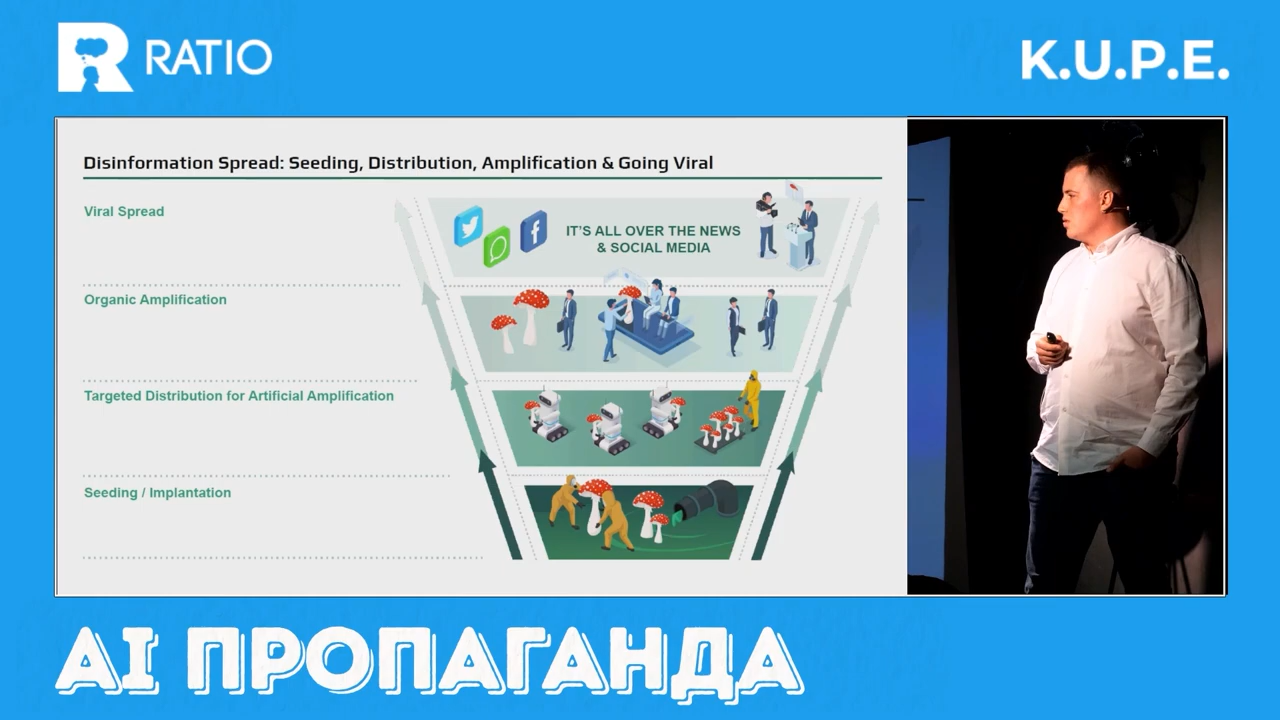 RATIO
K.U.P.E.
Disinformation Spread: Seeding, Distribution, Amplification & Going Viral
Viral Spread
IT'S ALL OVER THE NEWS
& SOCIAL MEDIA
Organic Amplification
Targeted Distribution for Artificial Amplification
Seeding / Implantation
AI ПРОПАГАНДА